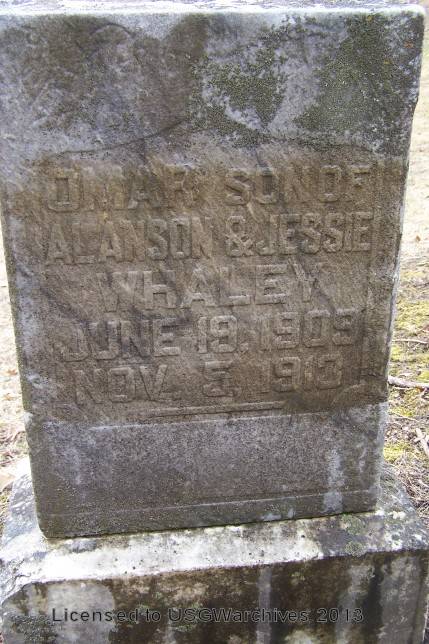 OMAR SON OF
ALANSON & JESSIE
WHALEY
JUNE 19, 1909
NOV. 5, 1913
Licensed to USGWarchives, 2013